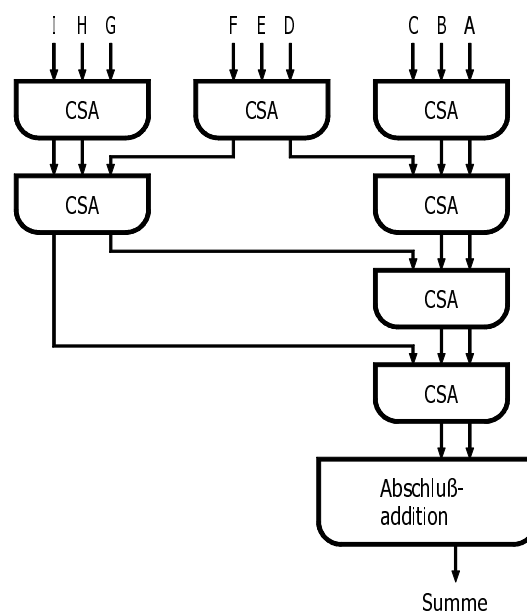 I H G F E D C B A
CSA CSA CSA
CSA CSA
CSA
CSA
Abschluß-
addition
Summe